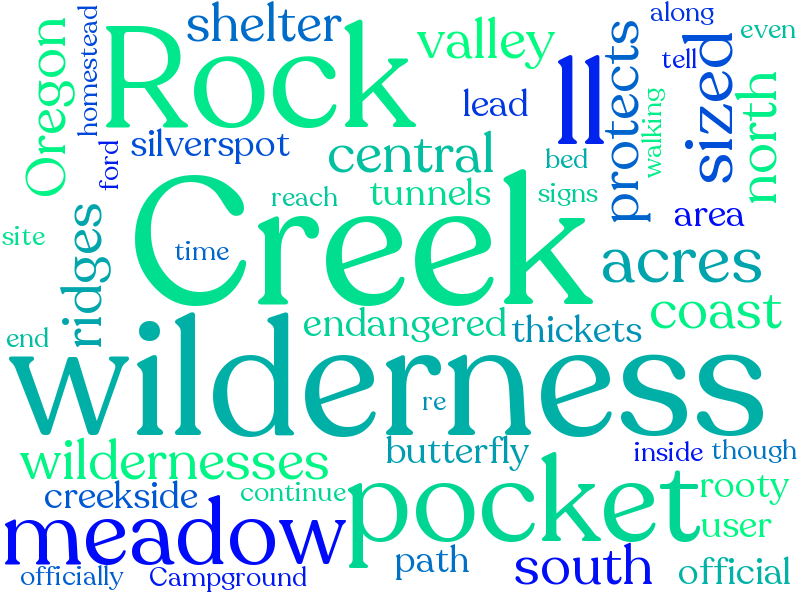 along
even
shelter
homestead
Oregon
Rock
valley
tell
ll
protects
sized
north
walking
lead
silverspot
ford
central
bed
reach
tunnels
signs
area
Creek
site
time
ridges
acres
coast
endangered
thickets
end
wilderness
re
butterfly
inside
though
wildernesses
creekside
continue
pocket
rooty
meadow
user
path
south
official
officially
Campground